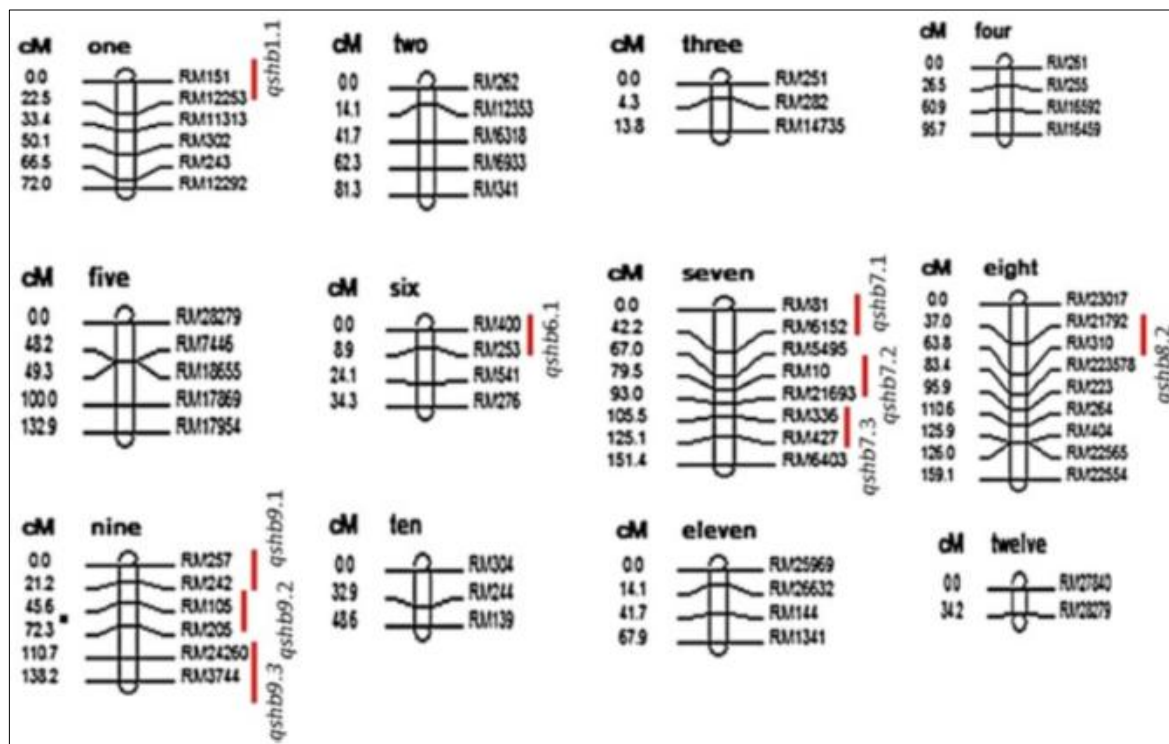 cM one
0.0 RM151
22.5 RM12253
33.4 RM11313
50.1 RM302
66.5 RM243
72.0 RM12292
qshb1.1
cM two
0.0 RM262
14.1 RM12353
41.7 RM6318
62.3 RM6933
81.3 RM341
cM three
0.0 RM251
4.3 RM282
13.8 RM14735
cM four
0.0 RM261
26.5 RM255
60.9 RM16592
95.7 RM16459
cM five
0.0 RM28279
48.2 RM7446
49.3 RM18655
100.0 RM17869
132.9 RM17954
cM six
0.0 RM400
8.9 RM253
24.1 RM541
34.3 RM276
qshb6.1
cM seven
0.0 RM81
42.2 RM6152
67.0 RM5495
79.5 RM10
93.0 RM21693
105.5 RM336
125.1 RM427
151.4 RM6403
qshb7.1
qshb7.2
qshb7.3
cM eight
0.0 RM23017
37.0 RM21792
63.8 RM310
83.4 RM223578
95.9 RM223
110.6 RM264
125.9 RM404
126.0 RM22565
159.1 RM22554
qshb8.2
cM nine
0.0 RM257
21.2 RM242
45.6 RM105
72.3 RM205
110.7 RM24260
138.2 RM3744
qshb9.1
qshb9.2
qshb9.3
cM ten
0.0 RM304
32.9 RM244
48.6 RM139
cM eleven
0.0 RM25969
14.1 RM26632
41.7 RM144
67.9 RM1341
cM twelve
0.0 RM27840
34.2 RM28279